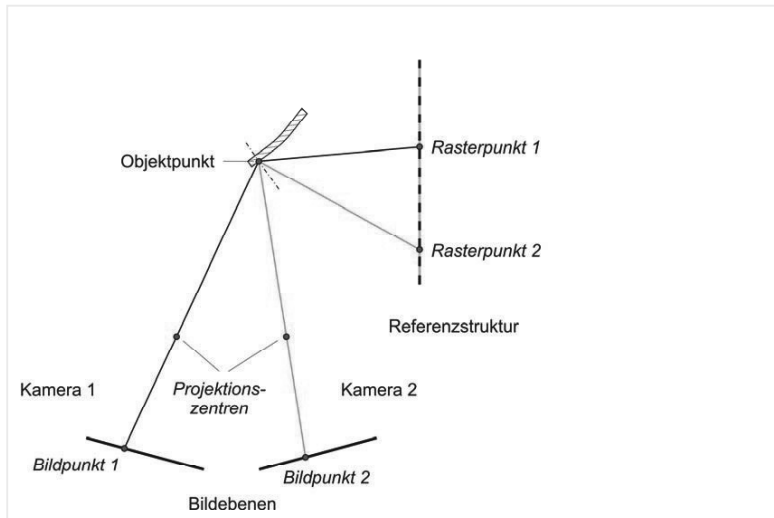 Objektpunkt
Rasterpunkt 1
Rasterpunkt 2
Referenzstruktur
Kamera 1
Projektions-
zentren
Kamera 2
Bildpunkt 1
Bildpunkt 2
Bildebenen